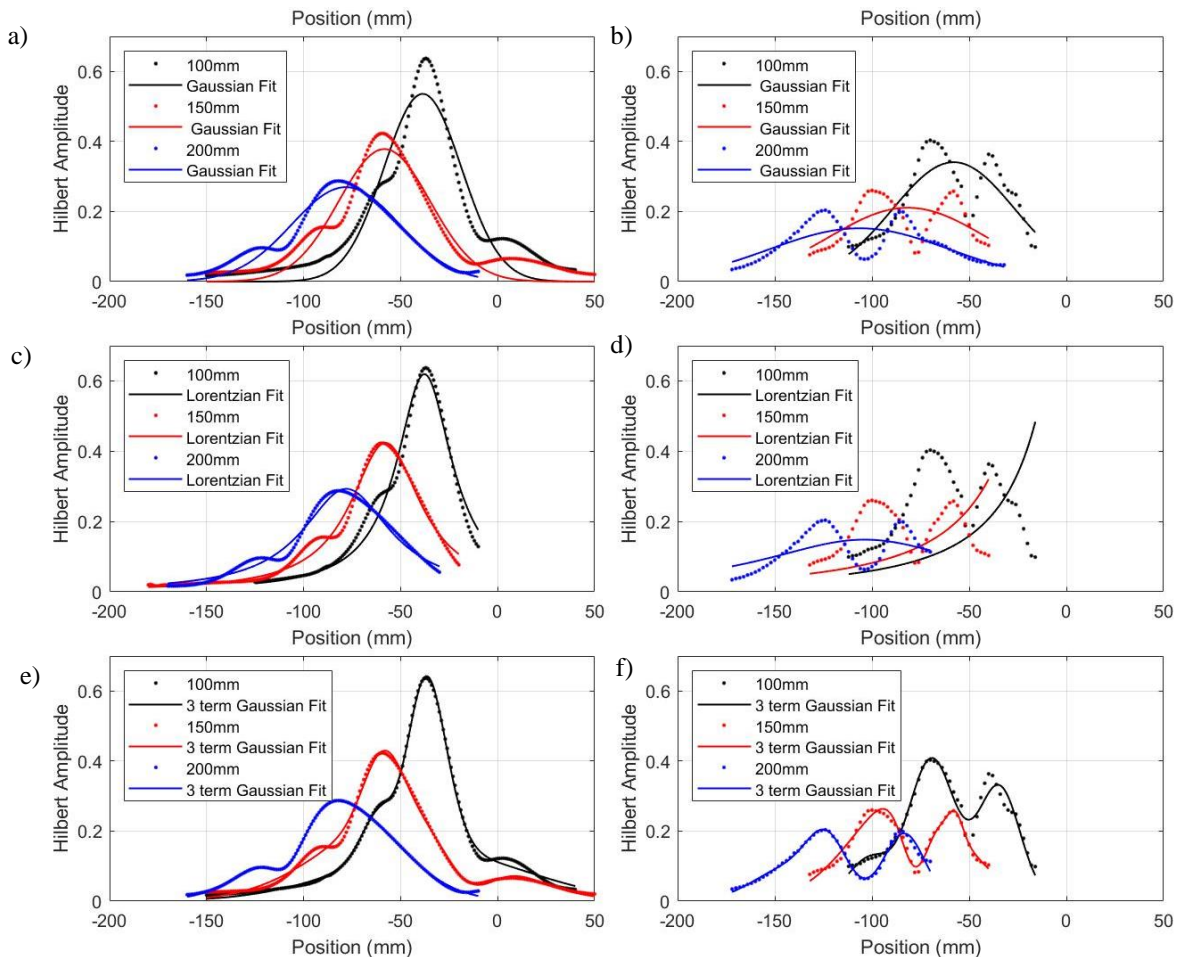 Position (mm)
Position (mm)
a)
b)
0.6
0.4
0.2
0
Hilbert Amplitude
100mm
Gaussian Fit
150mm
Gaussian Fit
200mm
Gaussian Fit
-200
-150
-100
-50
0
50
Position (mm)
0.6
0.4
0.2
0
Hilbert Amplitude
100mm
Gaussian Fit
150mm
Gaussian Fit
200mm
Gaussian Fit
-200
-150
-100
-50
0
50
Position (mm)
c)
d)
0.6
0.4
0.2
0
Hilbert Amplitude
100mm
Lorentzian Fit
150mm
Lorentzian Fit
200mm
Lorentzian Fit
-200
-150
-100
-50
0
50
Position (mm)
0.6
0.4
0.2
0
Hilbert Amplitude
100mm
Lorentzian Fit
150mm
Lorentzian Fit
200mm
Lorentzian Fit
-200
-150
-100
-50
0
50
Position (mm)
e)
f)
0.6
0.4
0.2
0
Hilbert Amplitude
100mm
3 term Gaussian Fit
150mm
3 term Gaussian Fit
200mm
3 term Gaussian Fit
-200
-150
-100
-50
0
50
Position (mm)
0.6
0.4
0.2
0
Hilbert Amplitude
100mm
3 term Gaussian Fit
150mm
3 term Gaussian Fit
200mm
3 term Gaussian Fit
-200
-150
-100
-50
0
50
Position (mm)